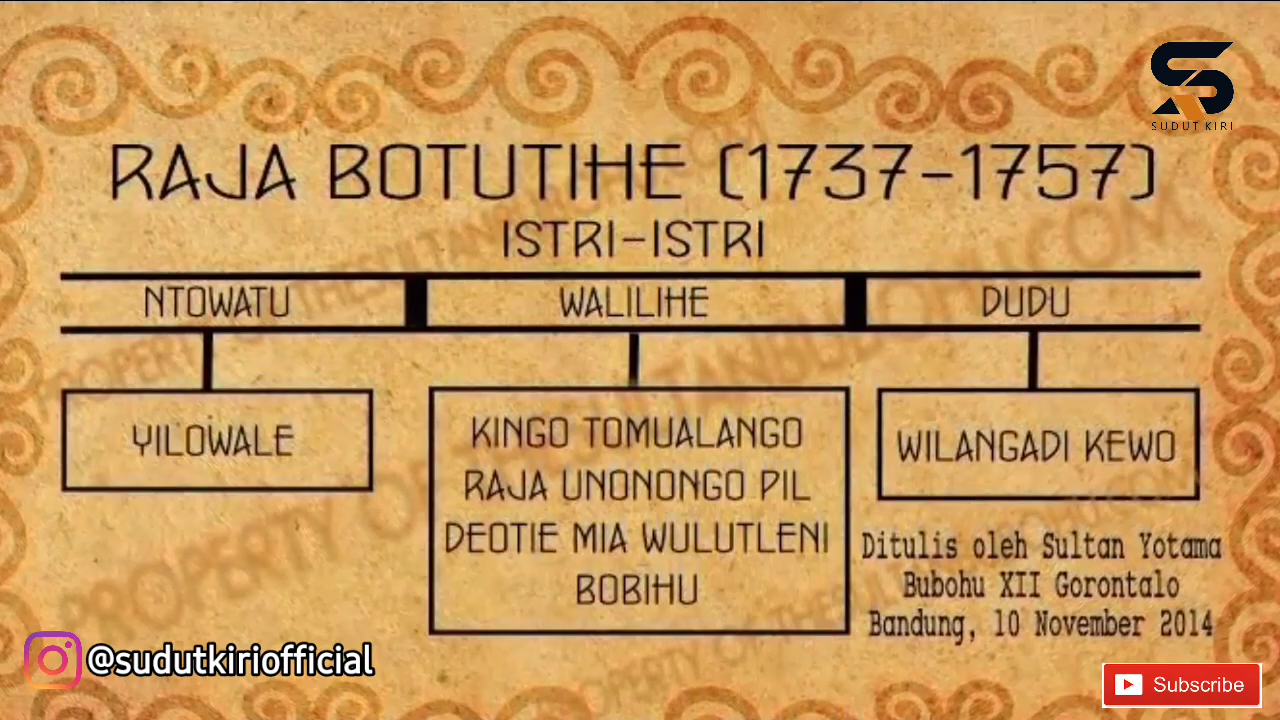 SUDUT KIRI
RAJA BOTUTIHE (1737-1757)
ISTRI-ISTRI
NTOWATU
WALILIHE
DUDU
YILOWALE
KINGO TOMUALANGO
RAJA UNONONGO PIL
DEOTIE MIA WULUTLENI
BOBIHU
WILANGADI KEWO
Ditulis oleh Sultan Yotama
Bubohu XII Gorontalo
Bandung, 10 November 2014
@sudutkiriofficial
Subscribe